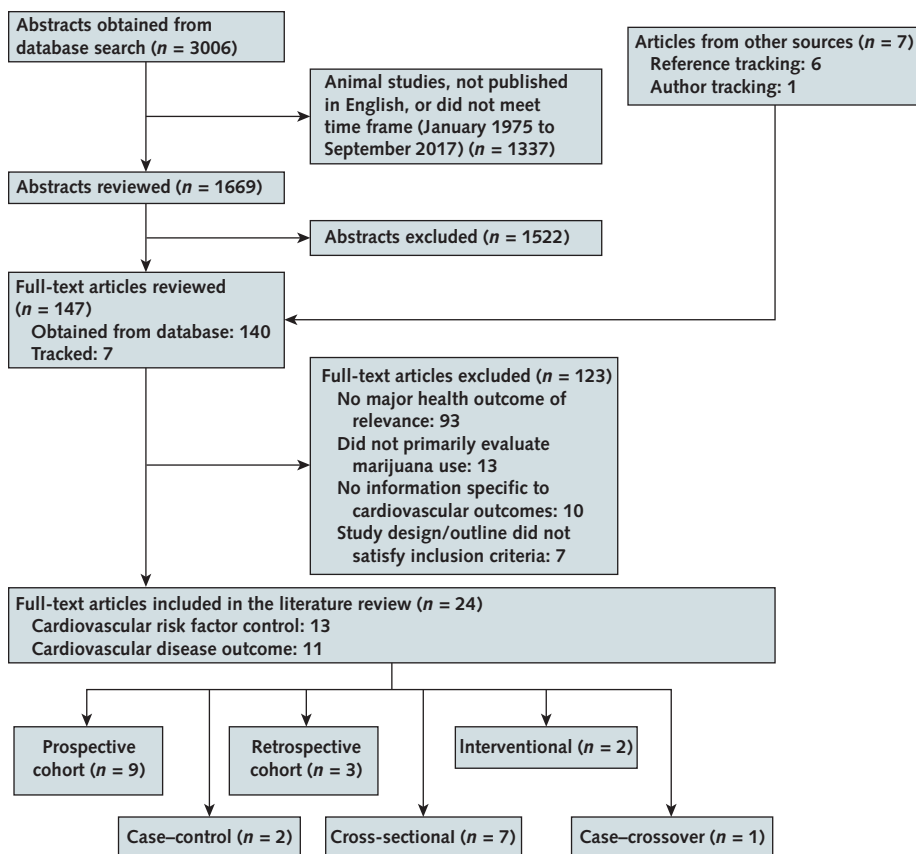 Abstracts obtained from
database search (n = 3006)
Articles from other sources (n = 7)
Reference tracking: 6
Author tracking: 1
Animal studies, not published
in English, or did not meet
time frame (January 1975 to
September 2017) (n = 1337)
Abstracts reviewed (n = 1669)
Abstracts excluded (n = 1522)
Full-text articles reviewed
(n = 147)
Obtained from database: 140
Tracked: 7
Full-text articles excluded (n = 123)
No major health outcome of
relevance: 93
Did not primarily evaluate
marijuana use: 13
No information specific to
cardiovascular outcomes: 10
Study design/outline did not
satisfy inclusion criteria: 7
Full-text articles included in the literature review (n = 24)
Cardiovascular risk factor control: 13
Cardiovascular disease outcome: 11
Prospective
cohort (n = 9)
Retrospective
cohort (n = 3)
Interventional (n = 2)
Case–control (n = 2)
Cross-sectional (n = 7)
Case–crossover (n = 1)